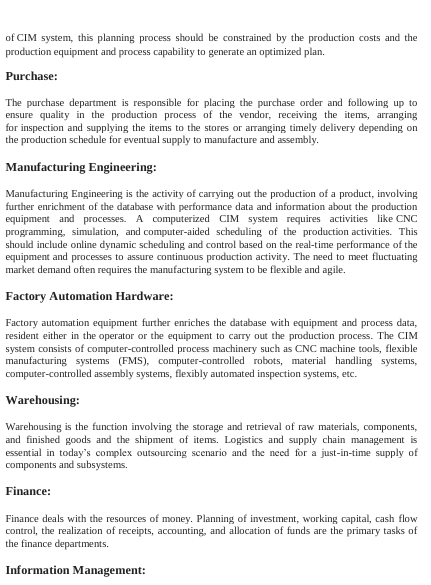 of CIM system, this planning process should be constrained by the production costs and the
production equipment and process capability to generate an optimized plan.
Purchase:
The purchase department is responsible for placing the purchase order and following up to
ensure quality in the production process of the vendor, receiving the items, arranging
for inspection and supplying the items to the stores or arranging timely delivery depending on
the production schedule for eventual supply to manufacture and assembly.
Manufacturing Engineering:
Manufacturing Engineering is the activity of carrying out the production of a product, involving
further enrichment of the database with performance data and information about the production
equipment and processes. A computerized CIM system requires activities like CNC
programming, simulation, and computer-aided scheduling of the production activities. This
should include online dynamic scheduling and control based on the real-time performance of the
equipment and processes to assure continuous production activity. The need to meet fluctuating
market demand often requires the manufacturing system to be flexible and agile.
Factory Automation Hardware:
Factory automation equipment further enriches the database with equipment and process data,
resident either in the operator or the equipment to carry out the production process. The CIM
system consists of computer-controlled process machinery such as CNC machine tools, flexible
manufacturing systems (FMS), computer-controlled robots, material handling systems,
computer-controlled assembly systems, flexibly automated inspection systems, etc.
Warehousing:
Warehousing is the function involving the storage and retrieval of raw materials, components,
and finished goods and the shipment of items. Logistics and supply chain management is
essential in today's complex outsourcing scenario and the need for a just-in-time supply of
components and subsystems.
Finance:
Finance deals with the resources of money. Planning of investment, working capital, cash flow
control, the realization of receipts, accounting, and allocation of funds are the primary tasks of
the finance departments.
Information Management: